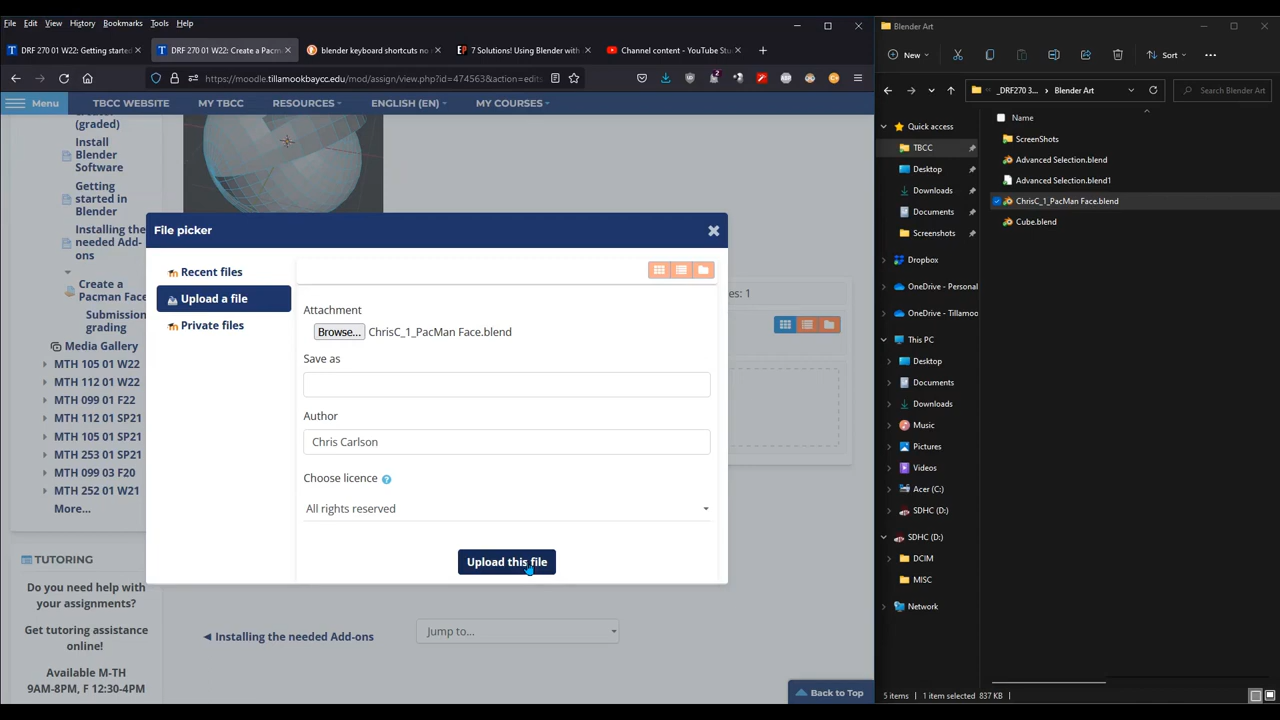 File Edit View History Bookmarks Tools Help
DRF 270 01 W22: Getting started
DRF 270 01 W22: Create a Pacm
blender keyboard shortcuts no n
7 Solutions! Using Blender with
Channel content - YouTube Stu
https://moodle.tillamookbaycc.edu/mod/assign/view.php?id=474563&action=edits
Menu TBCC WEBSITE MY TBCC RESOURCES ENGLISH (EN) MY COURSES
(graded)
Install
Blender
Software
Getting
started in
Blender
Installing the
needed Add-
ons
Create a
Pacman Face
Submission
grading
Media Gallery
MTH 105 01 W22
MTH 112 01 W22
MTH 099 01 F22
MTH 112 01 SP21
MTH 105 01 SP21
MTH 253 01 SP21
MTH 099 03 F20
MTH 252 01 W21
More...
TUTORING
Do you need help with
your assignments?
Get tutoring assistance
online!
Available M-TH
9AM-8PM, F 12:30-4PM
File picker
Recent files
Upload a file
Private files
Attachment
Browse... ChrisC_1_PacMan Face.blend
Save as
Author
Chris Carlson
Choose licence
All rights reserved
Upload this file
es: 1
Installing the needed Add-ons
Jump to...
Back to Top
Blender Art
New Sort
_DRF270 3... Blender Art Search Blender Art
Quick access
TBCC
Desktop
Downloads
Documents
Screenshots
Dropbox
OneDrive - Personal
OneDrive - Tillamoo
This PC
Desktop
Documents
Downloads
Music
Pictures
Videos
Acer (C:)
SDHC (D:)
SDHC (D:)
DCIM
MISC
Network
Name
ScreenShots
Advanced Selection.blend
Advanced Selection.blend1
ChrisC_1_PacMan Face.blend
Cube.blend
5 items 1 item selected 837 KB